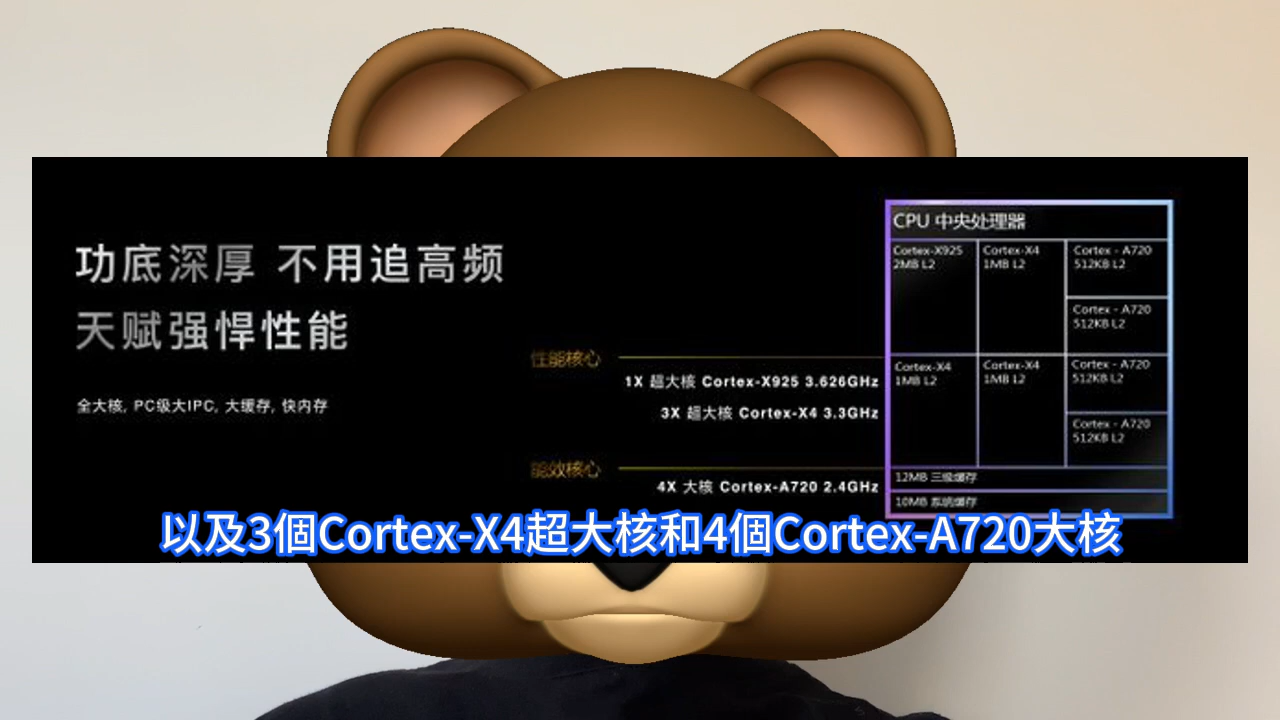 功底深厚 不用追高频
天赋强悍性能
全大核, PC级大IPC, 大缓存, 快内存
性能核心
1X 超大核 Cortex-X925 3.626GHz
3X 超大核 Cortex-X4 3.3GHz
能效核心
4X 大核 Cortex-A720 2.4GHz
CPU 中央处理器
Cortex-X925
2MB L2
Cortex-X4
1MB L2
Cortex - A720
512KB L2
Cortex - A720
512KB L2
Cortex-X4
1MB L2
Cortex-X4
1MB L2
Cortex - A720
512KB L2
Cortex - A720
512KB L2
12MB 三级缓存
10MB 系统缓存
以及3個Cortex-X4超大核和4個Cortex-A720大核